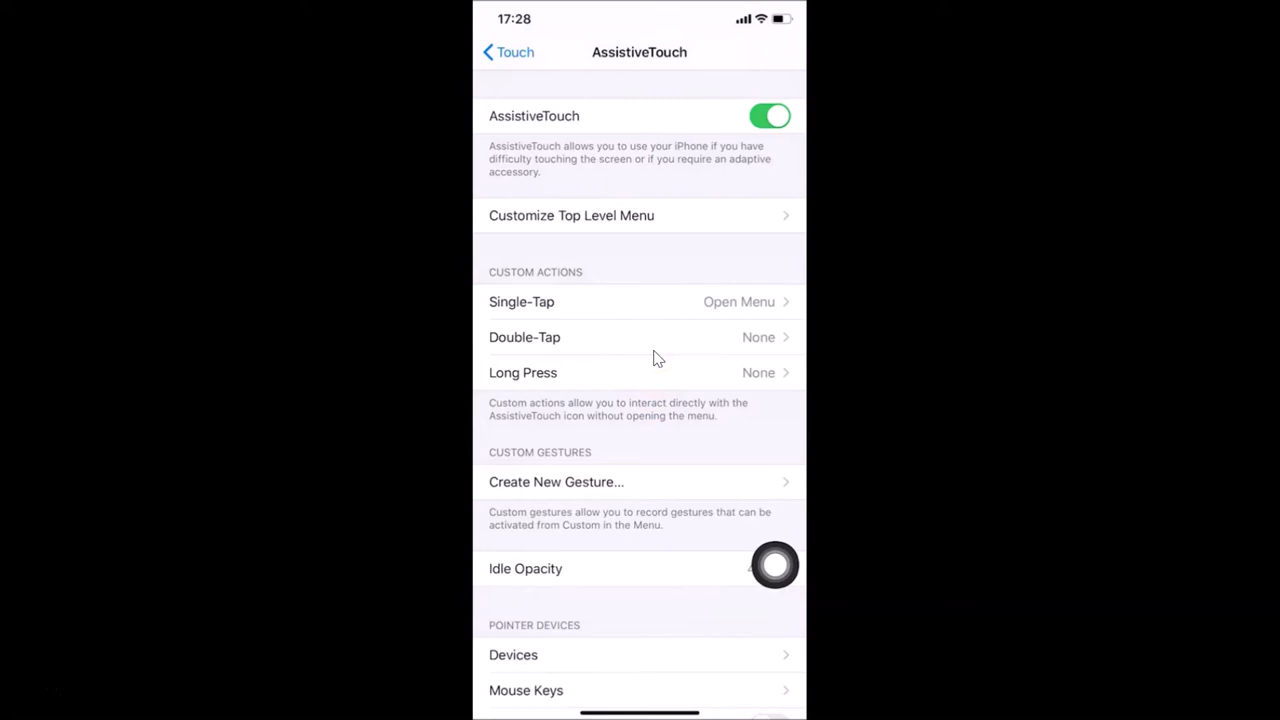 17:28
Touch
AssistiveTouch
AssistiveTouch
AssistiveTouch allows you to use your iPhone if you have
difficulty touching the screen or if you require an adaptive
accessory.
Customize Top Level Menu
CUSTOM ACTIONS
Single-Tap Open Menu
Double-Tap None
Long Press None
Custom actions allow you to interact directly with the
AssistiveTouch icon without opening the menu.
CUSTOM GESTURES
Create New Gesture...
Custom gestures allow you to record gestures that can be
activated from Custom in the Menu.
Idle Opacity
POINTER DEVICES
Devices
Mouse Keys